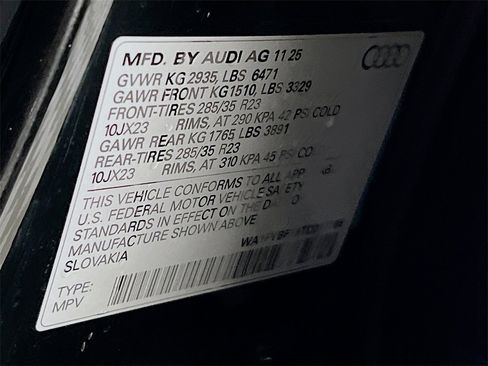 MFD. BY AUDI AG 11 25
GVWR KG 2935, LBS 6471
GAWR FRONT KG1510, LBS 3329
FRONT-TIRES 285/35 R23
10JX23 RIMS, AT 290 KPA 42 PSI COLD
GAWR REAR KG 1765 LBS 3891
REAR-TIRES 285/35 R23
10JX23 RIMS, AT 310 KPA 45 PSI COLD
THIS VEHICLE CONFORMS TO ALL
U.S. FEDERAL MOTOR VEHICLE SAFETY
STANDARDS IN EFFECT ON THE
MANUFACTURE SHOWN ABOVE
SLOVAKIA
TYPE:
MPV